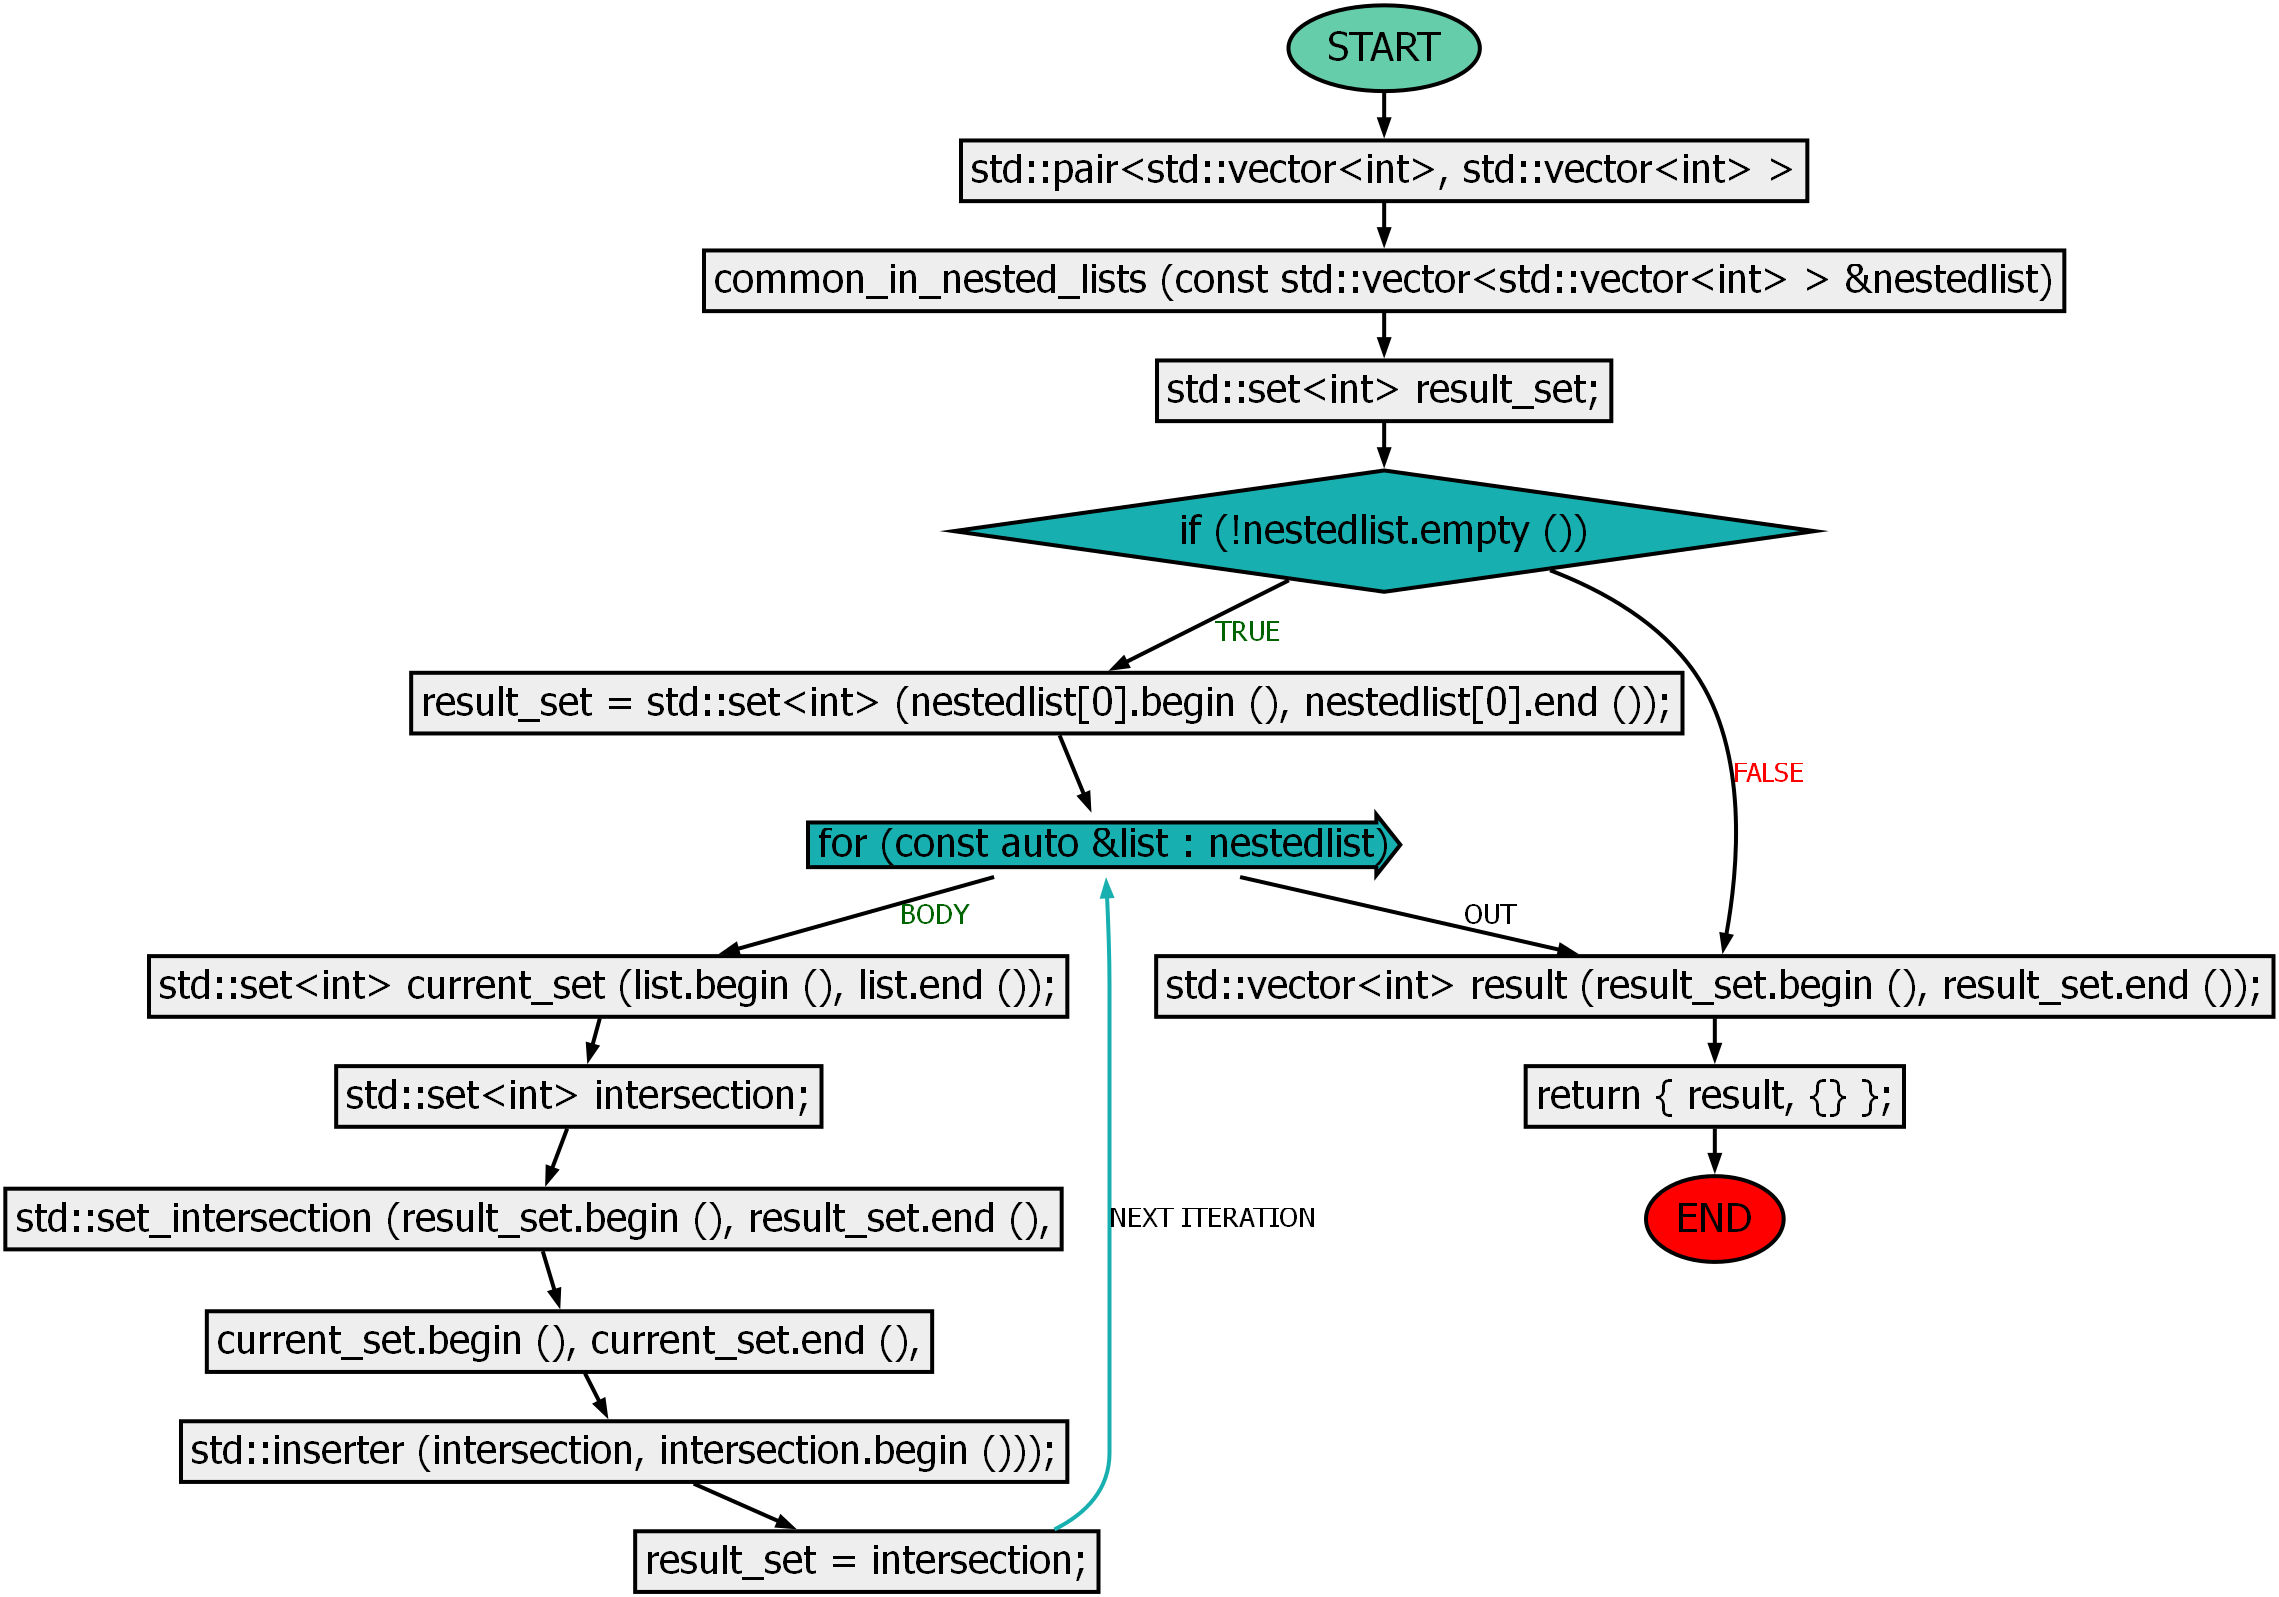 START
std::pair<std::vector<int>, std::vector<int> >
common_in_nested_lists (const std::vector<std::vector<int> > &nestedlist)
std::set<int> result_set;
if (!nestedlist.empty ())
TRUE
result_set = std::set<int> (nestedlist[0].begin (), nestedlist[0].end ());
FALSE
for (const auto &list : nestedlist)
BODY
OUT
std::set<int> current_set (list.begin (), list.end ());
std::vector<int> result (result_set.begin (), result_set.end ());
std::set<int> intersection;
return { result, {} };
std::set_intersection (result_set.begin (), result_set.end (),
NEXT ITERATION
END
current_set.begin (), current_set.end (),
std::inserter (intersection, intersection.begin ()));
result_set = intersection;